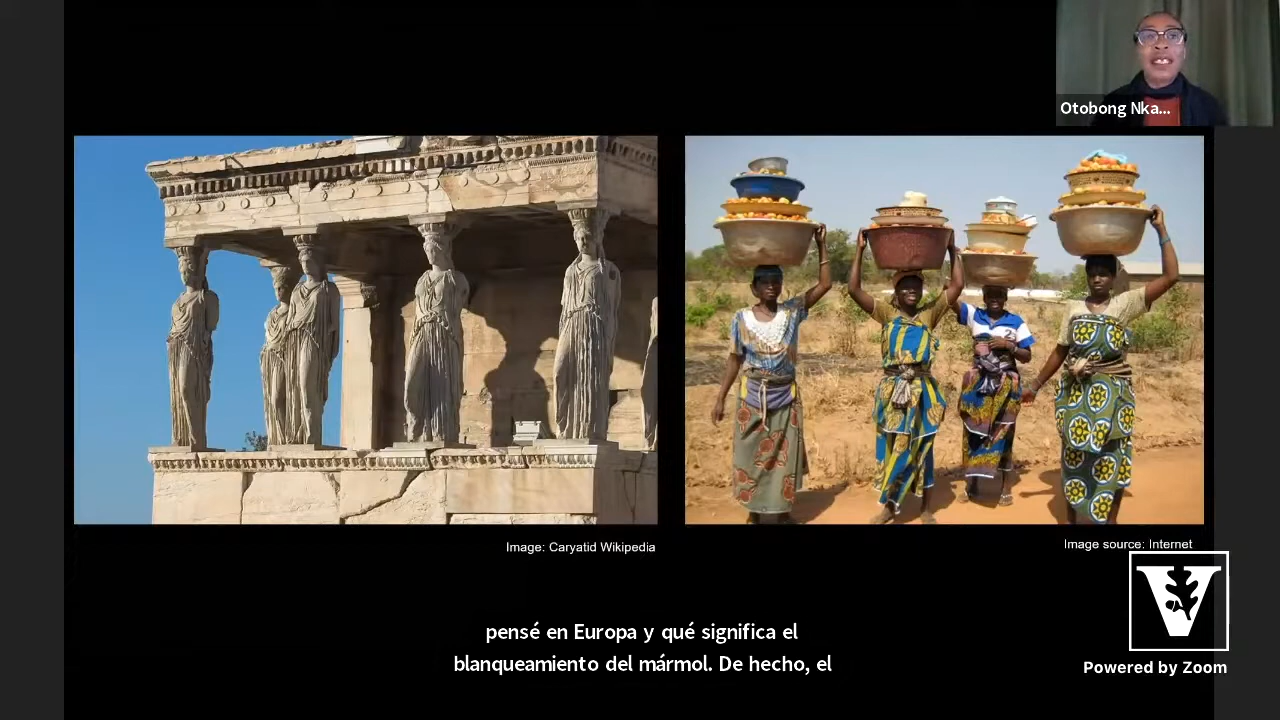 Otobong Nka...
Image: Caryatid Wikipedia
Image source: Internet
pensé en Europa y qué significa el
blanqueamiento del mármol. De hecho, el
V
Powered by Zoom